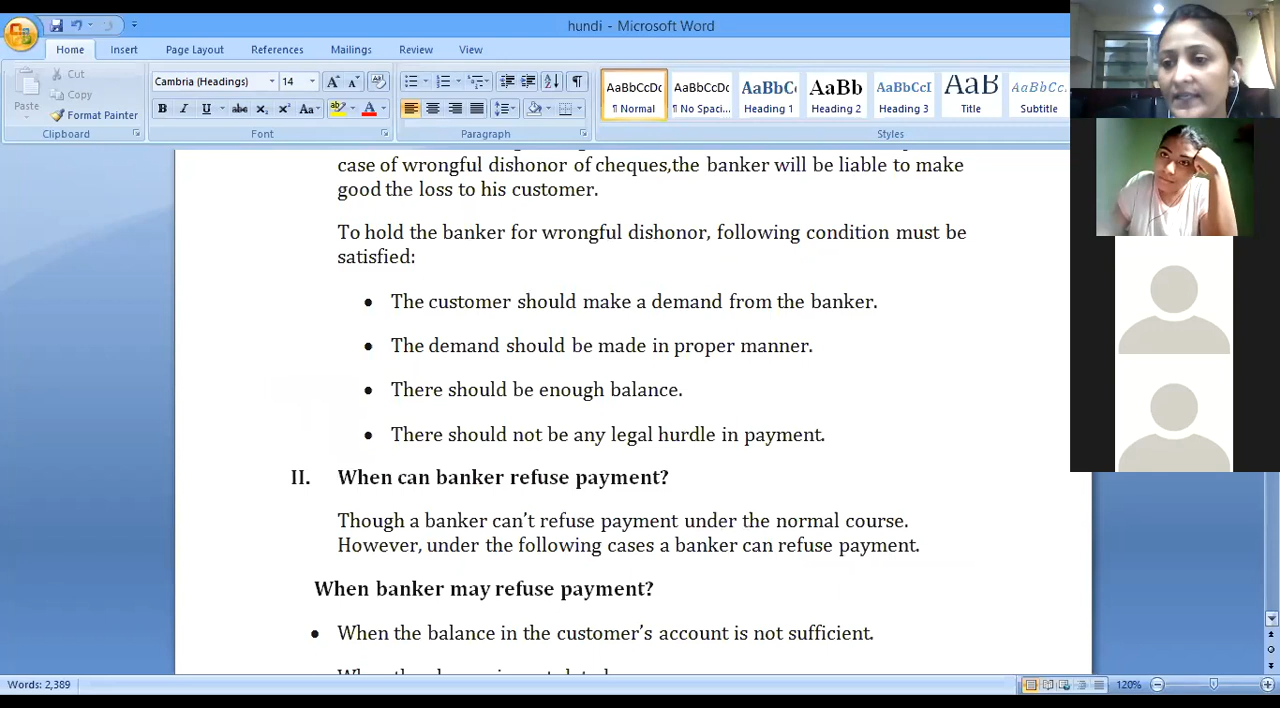 hundi - Microsoft Word
Home Insert Page Layout References Mailings Review View
Cut
Copy
Paste
Format Painter
Clipboard
Cambria (Headings) 14
Font
Paragraph
AaBbCcDc AaBbCcDc AaBbC AaBb AaBbCcI AaB AaBbCcL
¶ Normal ¶ No Spaci... Heading 1 Heading 2 Heading 3 Title Subtitle
Styles
case of wrongful dishonor of cheques,the banker will be liable to make
good the loss to his customer.
To hold the banker for wrongful dishonor, following condition must be
satisfied:
• The customer should make a demand from the banker.
• The demand should be made in proper manner.
• There should be enough balance.
• There should not be any legal hurdle in payment.
II. When can banker refuse payment?
Though a banker can’t refuse payment under the normal course.
However, under the following cases a banker can refuse payment.
When banker may refuse payment?
• When the balance in the customer’s account is not sufficient.
Words: 2,389
120%